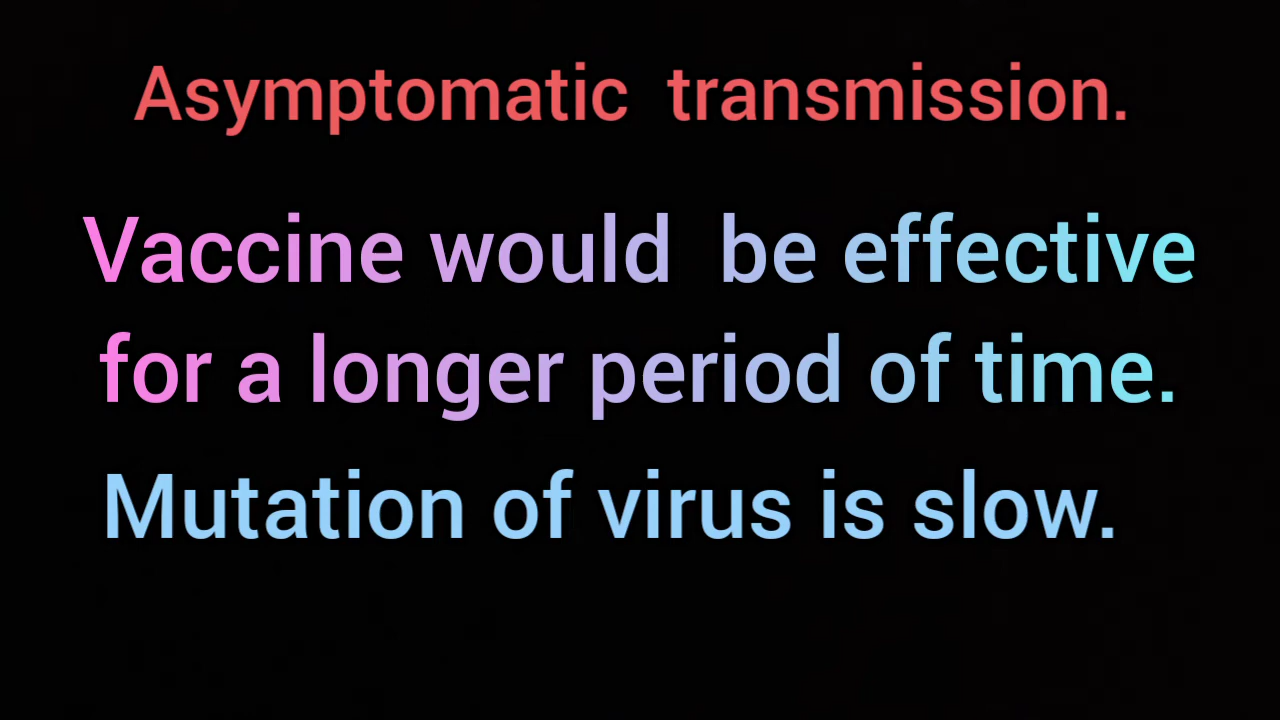 Asymptomatic transmission.
Vaccine would be effective
for a longer period of time.
Mutation of virus is slow.